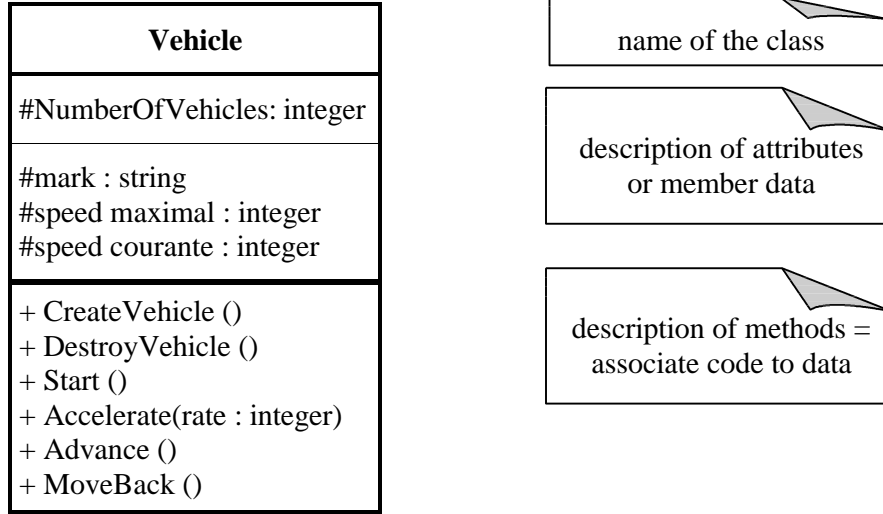 Vehicle
#NumberOfVehicles: integer
#mark : string
#speed maximal : integer
#speed courante : integer
+ CreateVehicle ()
+ DestroyVehicle ()
+ Start ()
+ Accelerate(rate : integer)
+ Advance ()
+ MoveBack ()
name of the class
description of attributes
or member data
description of methods =
associate code to data